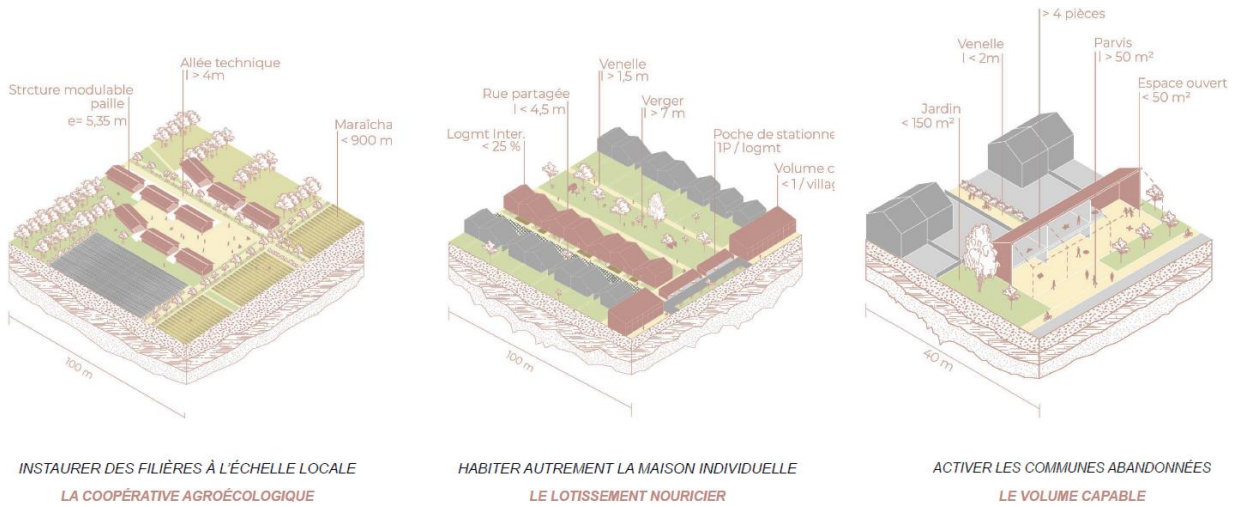 Allée technique
l > 4m
Strcture modulable
paille
e= 5,35 m
Maraîcha
< 900 m
100 m
INSTAURER DES FILIÈRES À L'ÉCHELLE LOCALE
LA COOPÉRATIVE AGROÉCOLOGIQUE
Venelle
l > 1,5 m
Rue partagée
l < 4,5 m
Verger
l > 7 m
Logmt Inter.
< 25 %
Poche de stationne
1P / logmt
Volume c
< 1 / villag
100 m
HABITER AUTREMENT LA MAISON INDIVIDUELLE
LE LOTISSEMENT NOURICIER
> 4 pièces
Venelle
l < 2m
Parvis
l > 50 m²
Espace ouvert
< 50 m²
Jardin
< 150 m²
40 m
ACTIVER LES COMMUNES ABANDONNÉES
LE VOLUME CAPABLE